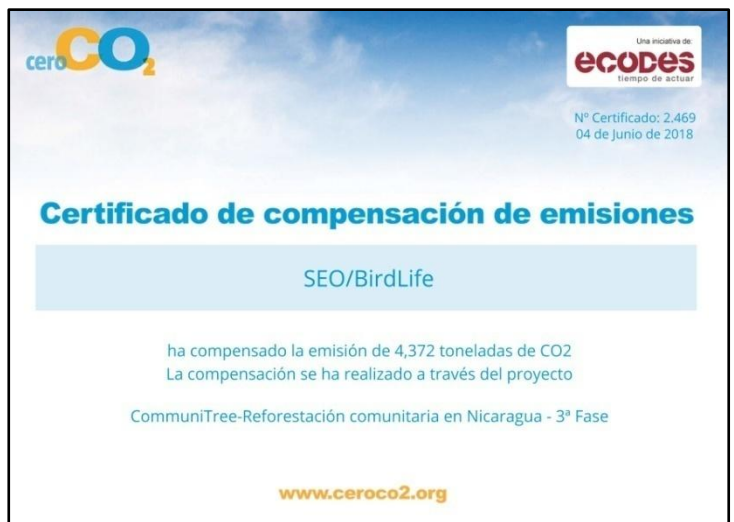 ceroCO2
Una iniciativa de:
ecodes
tiempo de actuar
Nº Certificado: 2.469
04 de Junio de 2018
Certificado de compensación de emisiones
SEO/BirdLife
ha compensado la emisión de 4,372 toneladas de CO2
La compensación se ha realizado a través del proyecto
CommuniTree-Reforestación comunitaria en Nicaragua - 3ª Fase
www.ceroco2.org